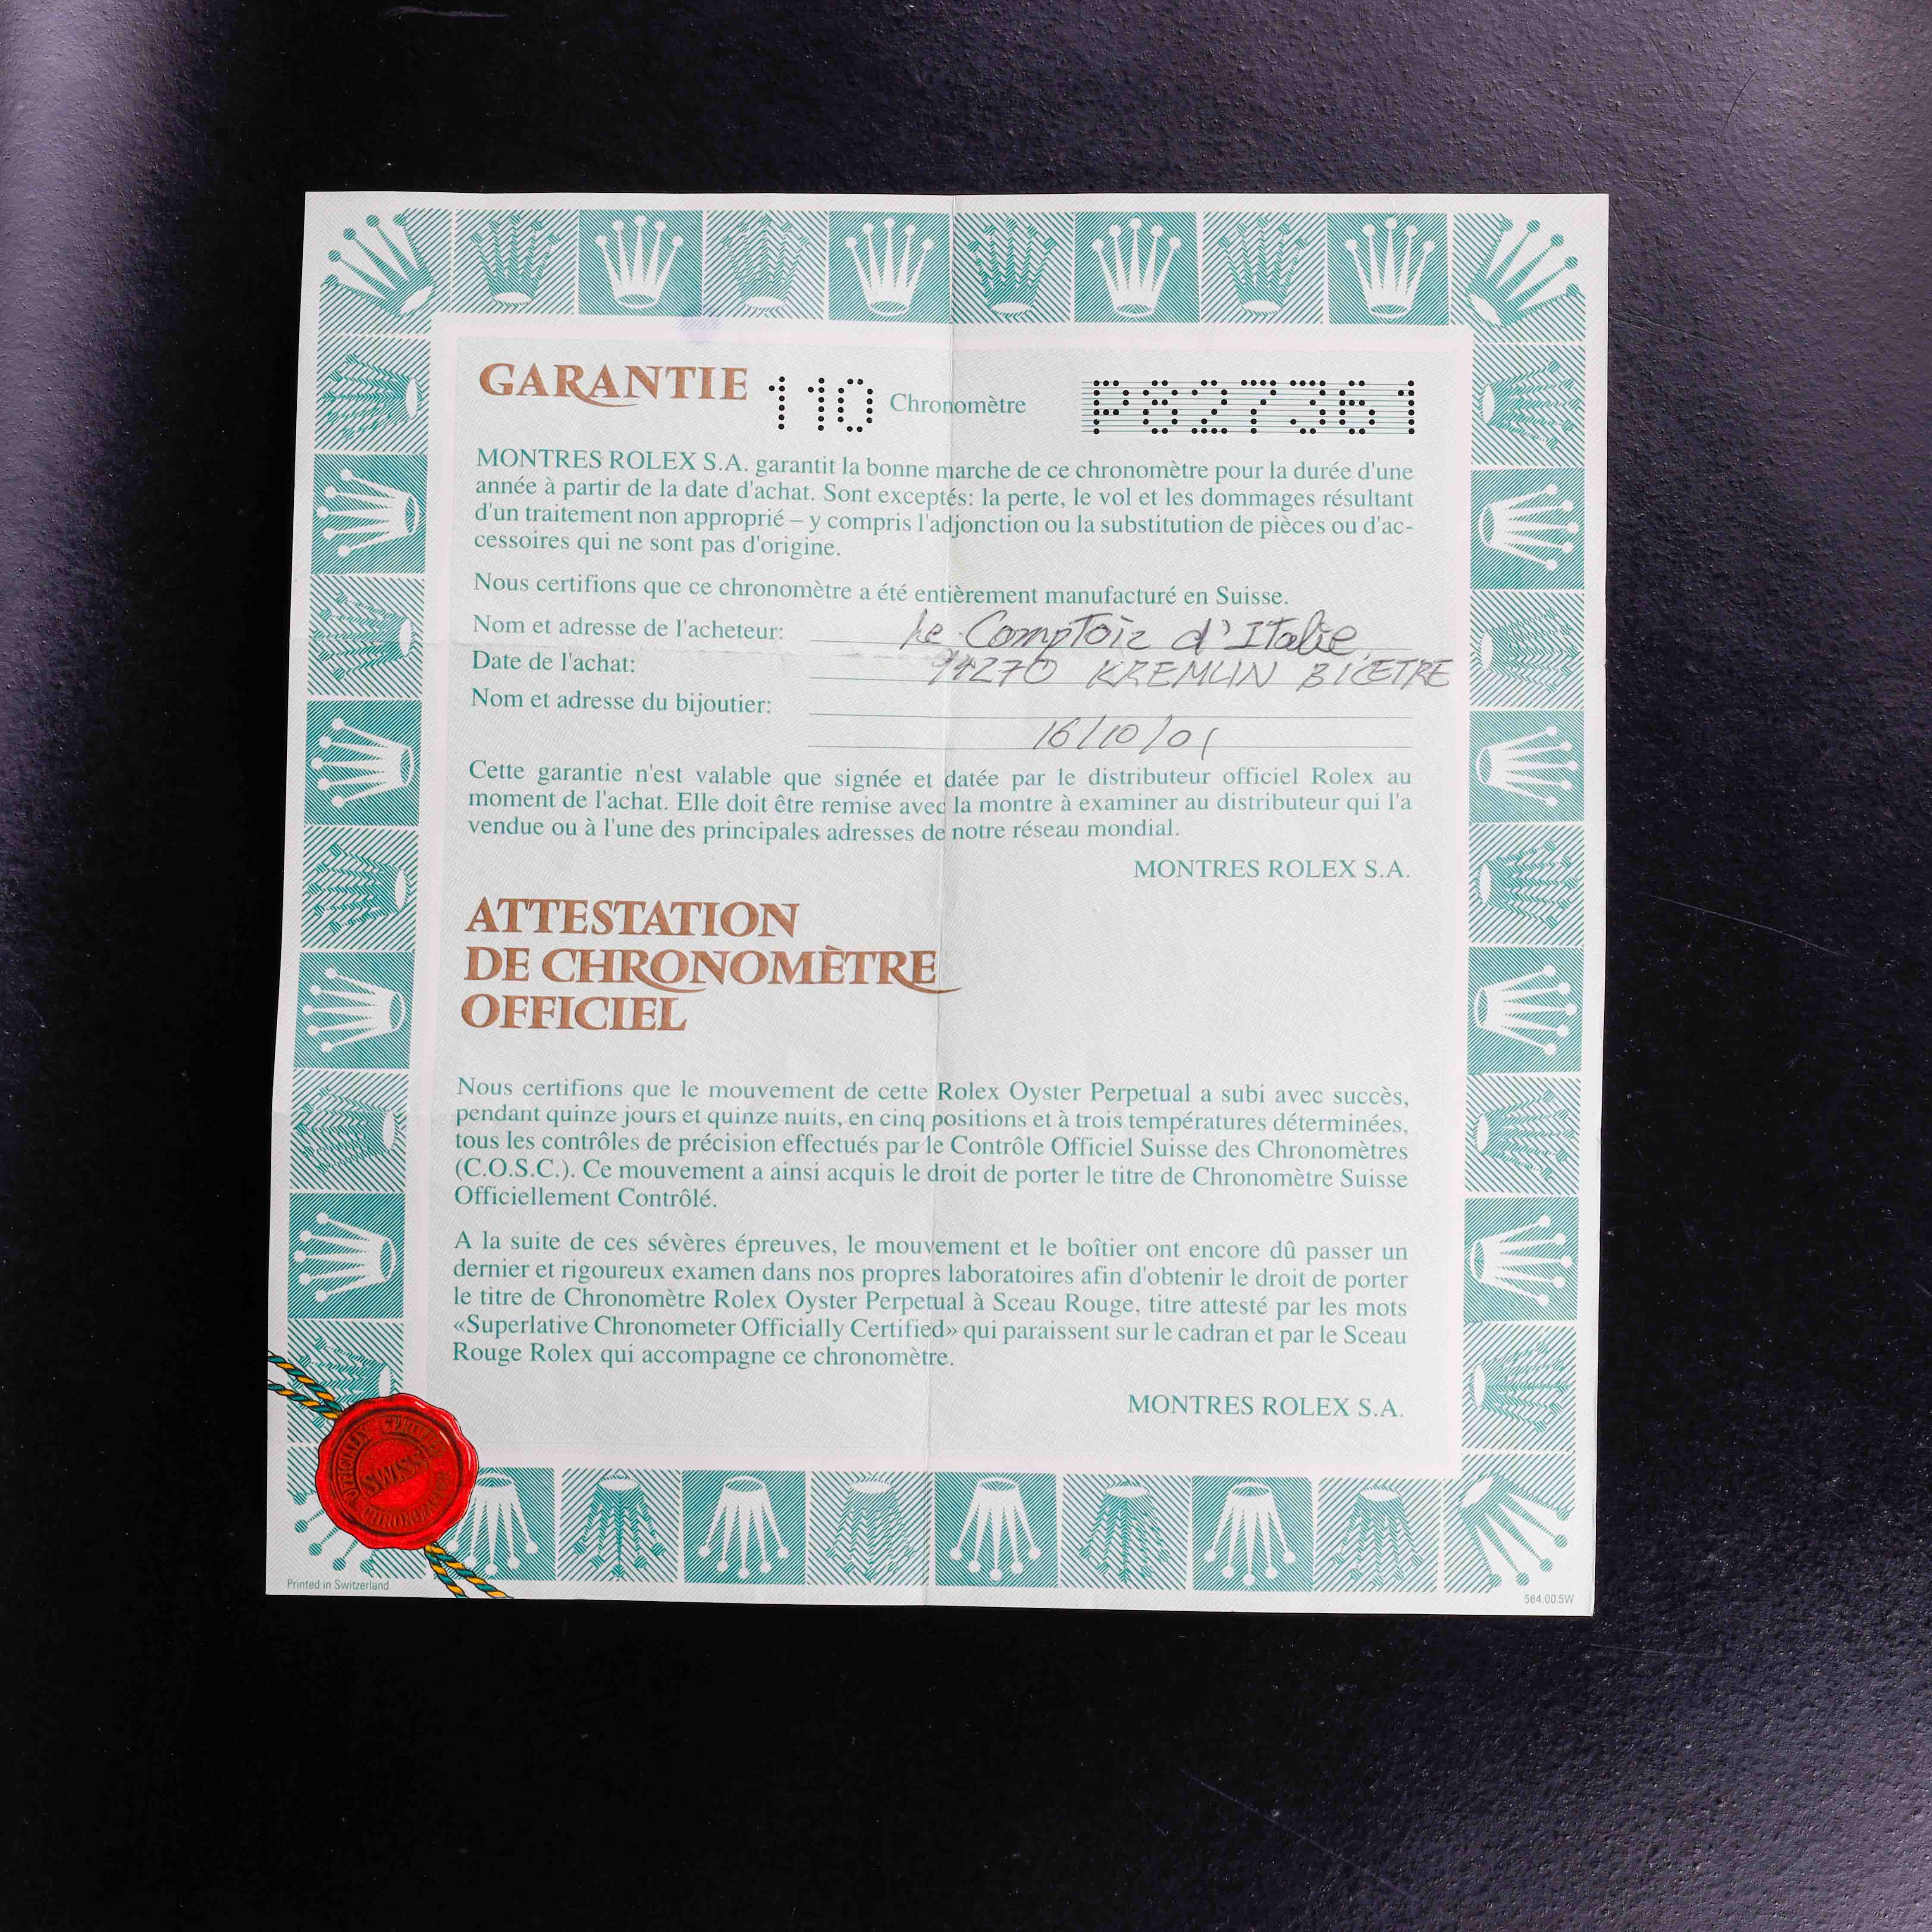 GARANTIE 110 Chronomètre P827361
MONTRES ROLEX S.A. garantit la bonne marche de ce chronomètre pour la durée d'une
année à partir de la date d'achat. Sont exceptés: la perte, le vol et les dommages résultant
d'un traitement non approprié – y compris l'adjonction ou la substitution de pièces ou d'ac-
cessoires qui ne sont pas d'origine.
Nous certifions que ce chronomètre a été entièrement manufacturé en Suisse.
Nom et adresse de l'acheteur: Le Comptoir d'Italie,
Date de l'achat: 94270 KREMLIN BICETRE
Nom et adresse du bijoutier:
16/10/01
Cette garantie n'est valable que signée et datée par le distributeur officiel Rolex au
moment de l'achat. Elle doit être remise avec la montre à examiner au distributeur qui l'a
vendue ou à l'une des principales adresses de notre réseau mondial.
MONTRES ROLEX S.A.
ATTESTATION
DE CHRONOMÈTRE
OFFICIEL
Nous certifions que le mouvement de cette Rolex Oyster Perpetual a subi avec succès,
pendant quinze jours et quinze nuits, en cinq positions et à trois températures déterminées,
tous les contrôles de précision effectués par le Contrôle Officiel Suisse des Chronomètres
(C.O.S.C.). Ce mouvement a ainsi acquis le droit de porter le titre de Chronomètre Suisse
Officiellement Contrôlé.
A la suite de ces sévères épreuves, le mouvement et le boîtier ont encore dû passer un
dernier et rigoureux examen dans nos propres laboratoires afin d'obtenir le droit de porter
le titre de Chronomètre Rolex Oyster Perpetual à Sceau Rouge, titre attesté par les mots
«Superlative Chronometer Officially Certified» qui paraissent sur le cadran et par le Sceau
Rouge Rolex qui accompagne ce chronomètre.
MONTRES ROLEX S.A.
OFFICIALLY CERTIFIED
SWISS
CHRONOMETER
Printed in Switzerland
564.00.5W